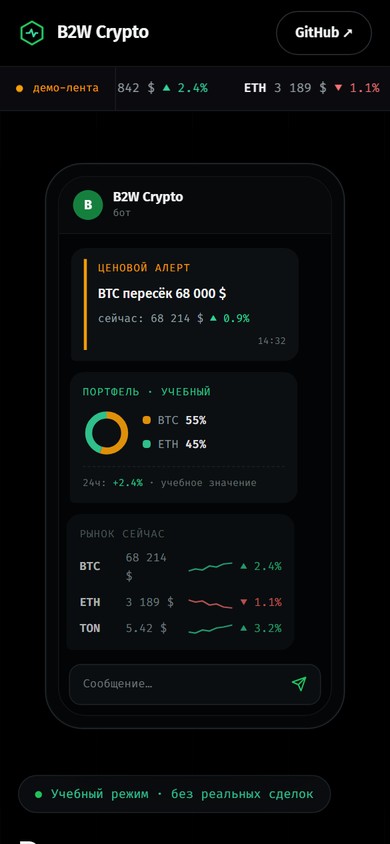 B2W Crypto
GitHub ↗
демо-лента
842 $ ▲ 2.4% ETH 3 189 $ ▼ 1.1%
B
B2W Crypto
бот
ЦЕНОВОЙ АЛЕРТ
BTC пересёк 68 000 $
сейчас: 68 214 $ ▲ 0.9%
14:32
ПОРТФЕЛЬ · УЧЕБНЫЙ
BTC 55%
ETH 45%
24ч: +2.4% · учебное значение
РЫНОК СЕЙЧАС
BTC 68 214 $ ▲ 2.4%
ETH 3 189 $ ▼ 1.1%
TON 5.42 $ ▲ 3.2%
Сообщение…
Учебный режим · без реальных сделок